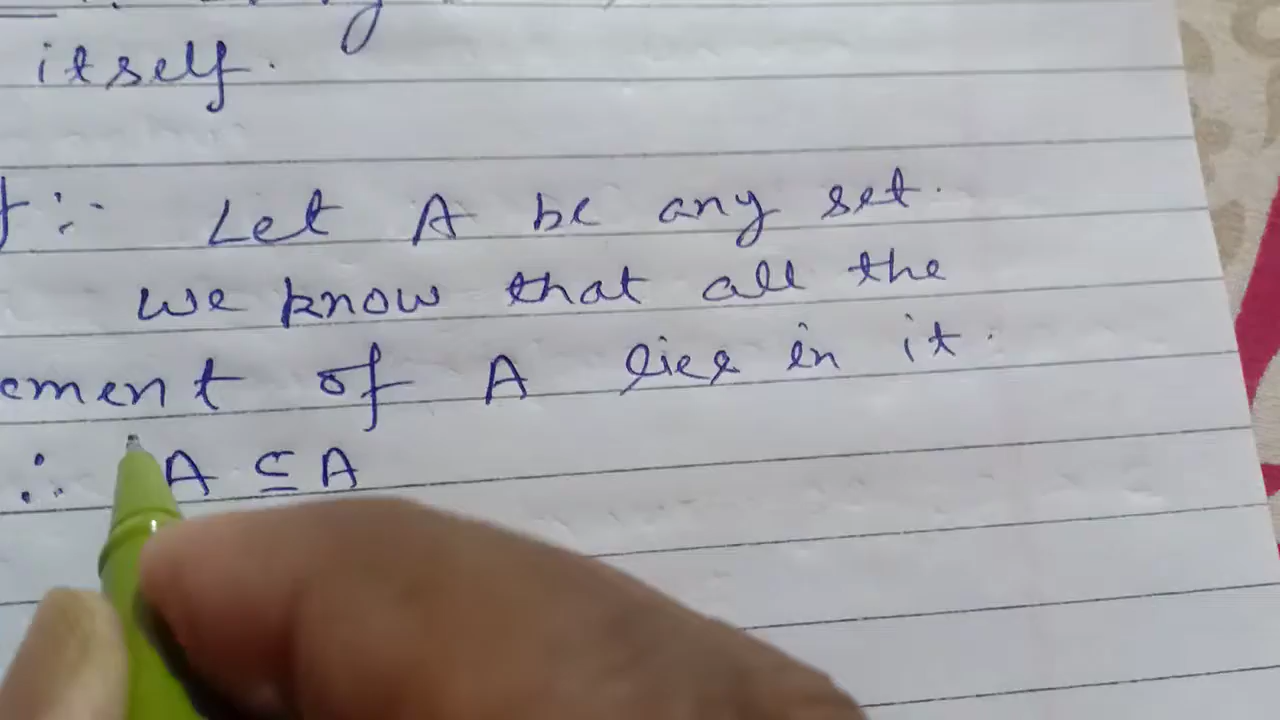 itself.
f :- Let A be any set.
we know that all the
ement of A lies in it.
∴ A ⊆ A